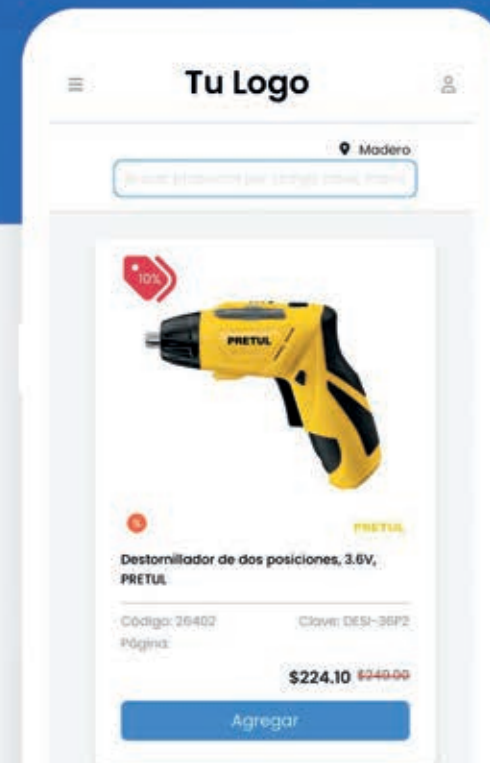 Tu Logo
Madero
10%
PRETUL
%
PRETUL
Destornillador de dos posiciones, 3.6V,
PRETUL
Código: 26402 Clave: DESI-36P2
Página:
$224.10 $249.00
Agregar